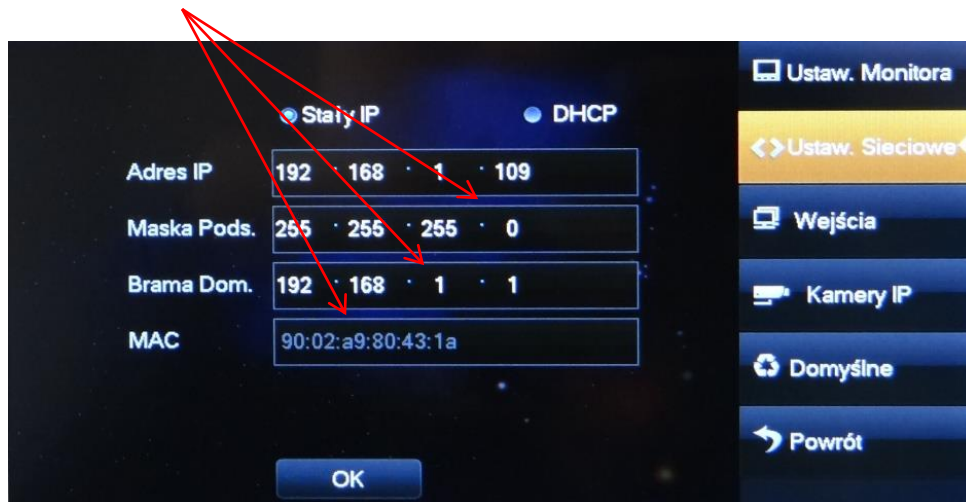 Stały IP DHCP
Adres IP 192 . 168 . 1 . 109
Maska Pods. 255 . 255 . 255 . 0
Brama Dom. 192 . 168 . 1 . 1
MAC 90:02:a9:80:43:1a
OK
Ustaw. Monitora
Ustaw. Sieciowe
Wejścia
Kamery IP
Domyślne
Powrót